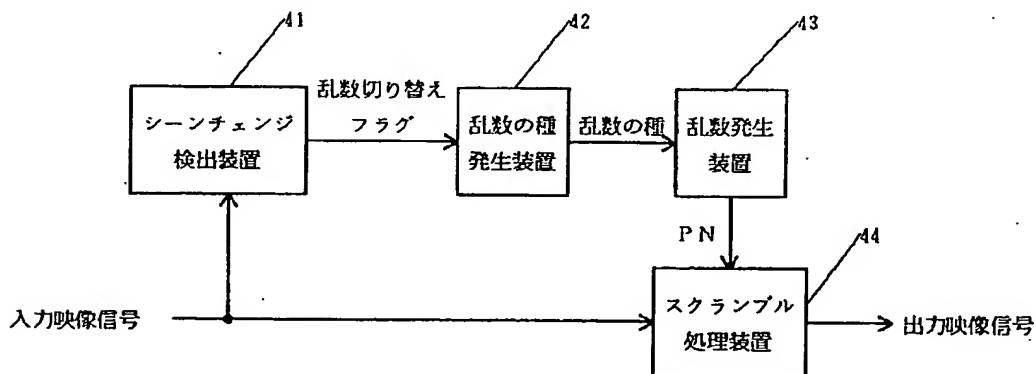 41
42
43
シーンチェンジ
検出装置
乱数切り替え
フラグ
乱数の種
発生装置
乱数の種
乱数発生
装置
PN
44
入力映像信号
スクランブル
処理装置
出力映像信号